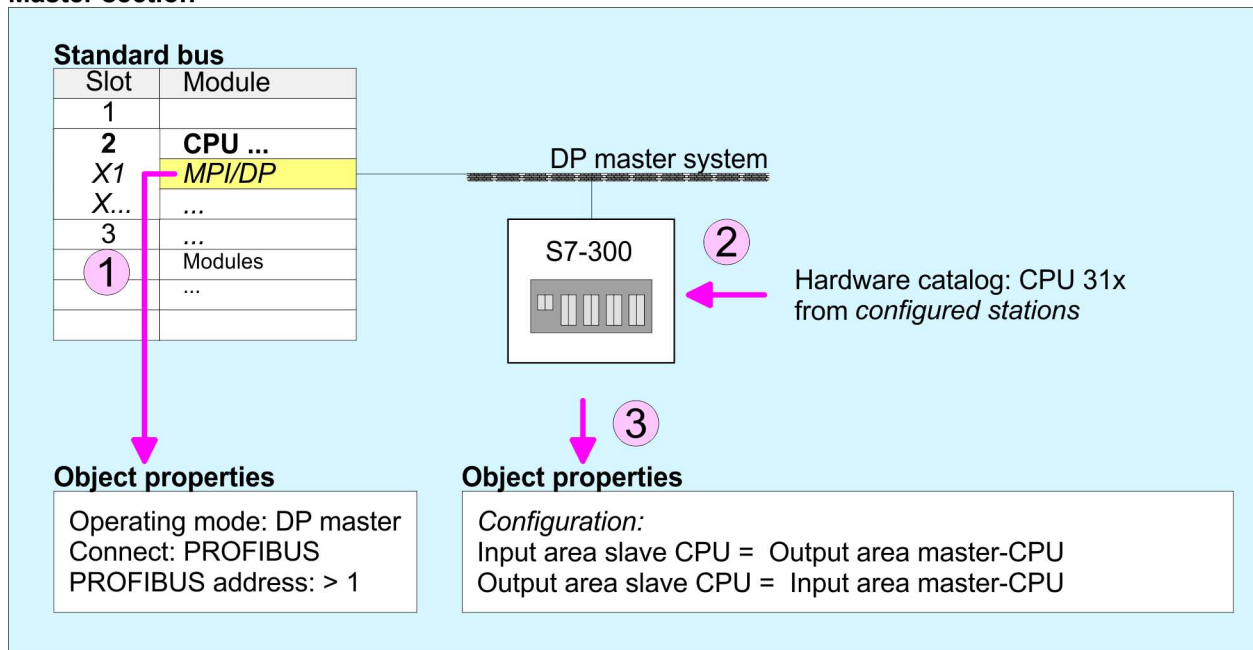 Master section
Standard bus
Slot Module
1
2 CPU ...
X1 MPI/DP
X... ...
3 ...
Modules
...
1
DP master system
S7-300
2
Hardware catalog: CPU 31x
from configured stations
3
Object properties
Operating mode: DP master
Connect: PROFIBUS
PROFIBUS address: > 1
Object properties
Configuration:
Input area slave CPU = Output area master-CPU
Output area slave CPU = Input area master-CPU